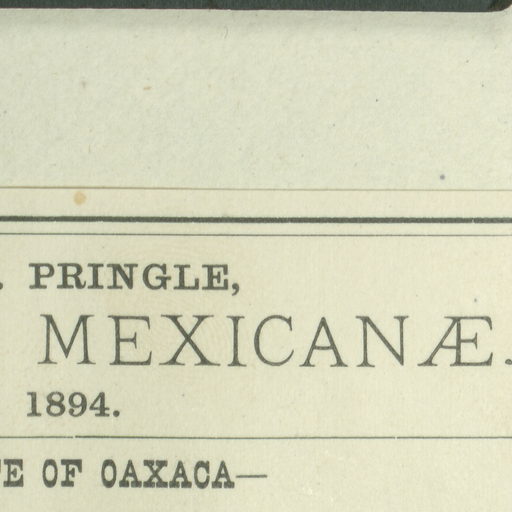 . PRINGLE,
MEXICANÆ.
1894.
E OF OAXACA—